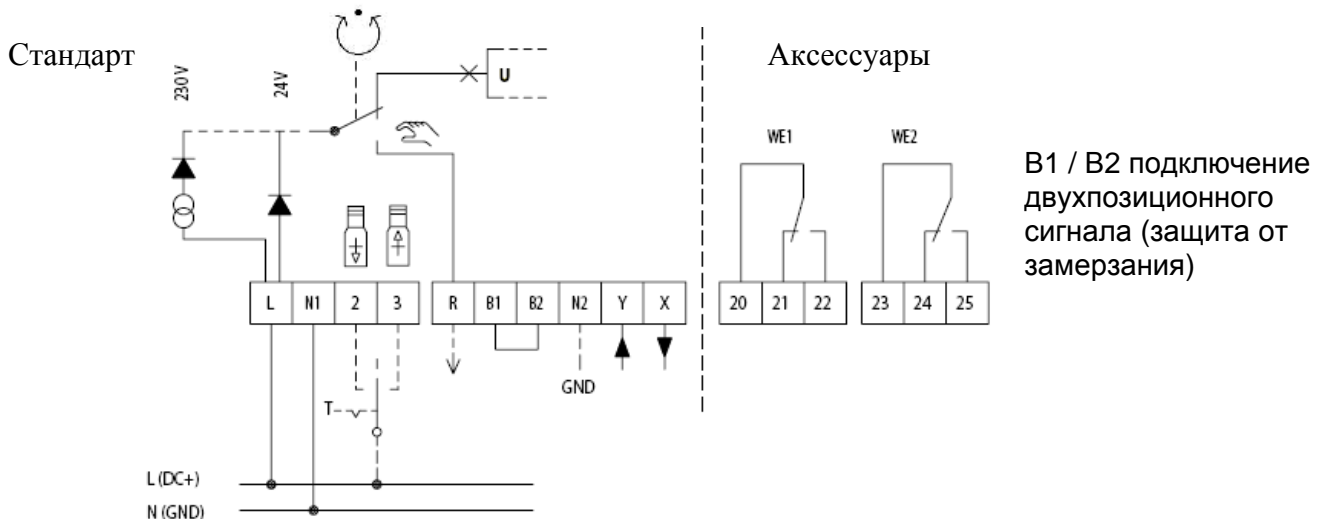 Стандарт
Аксессуары
230V
24V
U
WE1
WE2
B1 / B2 подключение
двухпозиционного
сигнала (защита от
замерзания)
L N1 2 3 R B1 B2 N2 Y X
20 21 22 23 24 25
GND
T
L (DC+)
N (GND)